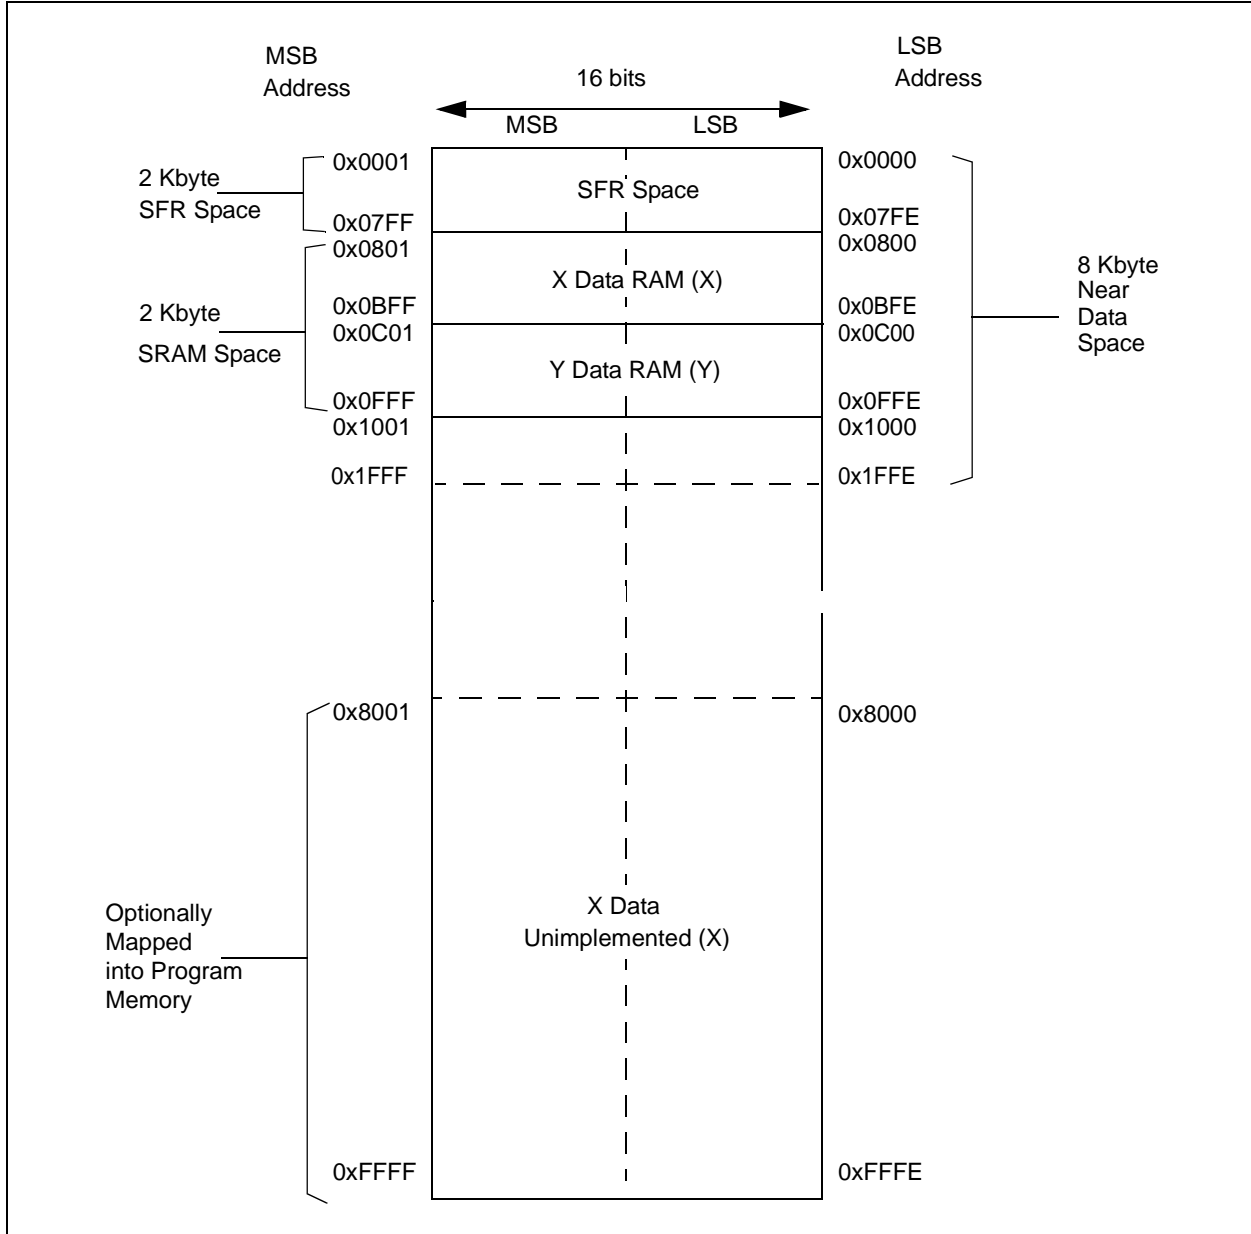 MSB
Address
LSB
Address
16 bits
MSB
LSB
0x0001
0x0000
2 Kbyte
SFR Space
SFR Space
0x07FF
0x07FE
0x0801
0x0800
X Data RAM (X)
8 Kbyte
Near
Data
Space
2 Kbyte
SRAM Space
0x0BFF
0x0BFE
0x0C01
0x0C00
Y Data RAM (Y)
0x0FFF
0x0FFE
0x1001
0x1000
0x1FFF
0x1FFE
0x8001
0x8000
Optionally
Mapped
into Program
Memory
X Data
Unimplemented (X)
0xFFFF
0xFFFE